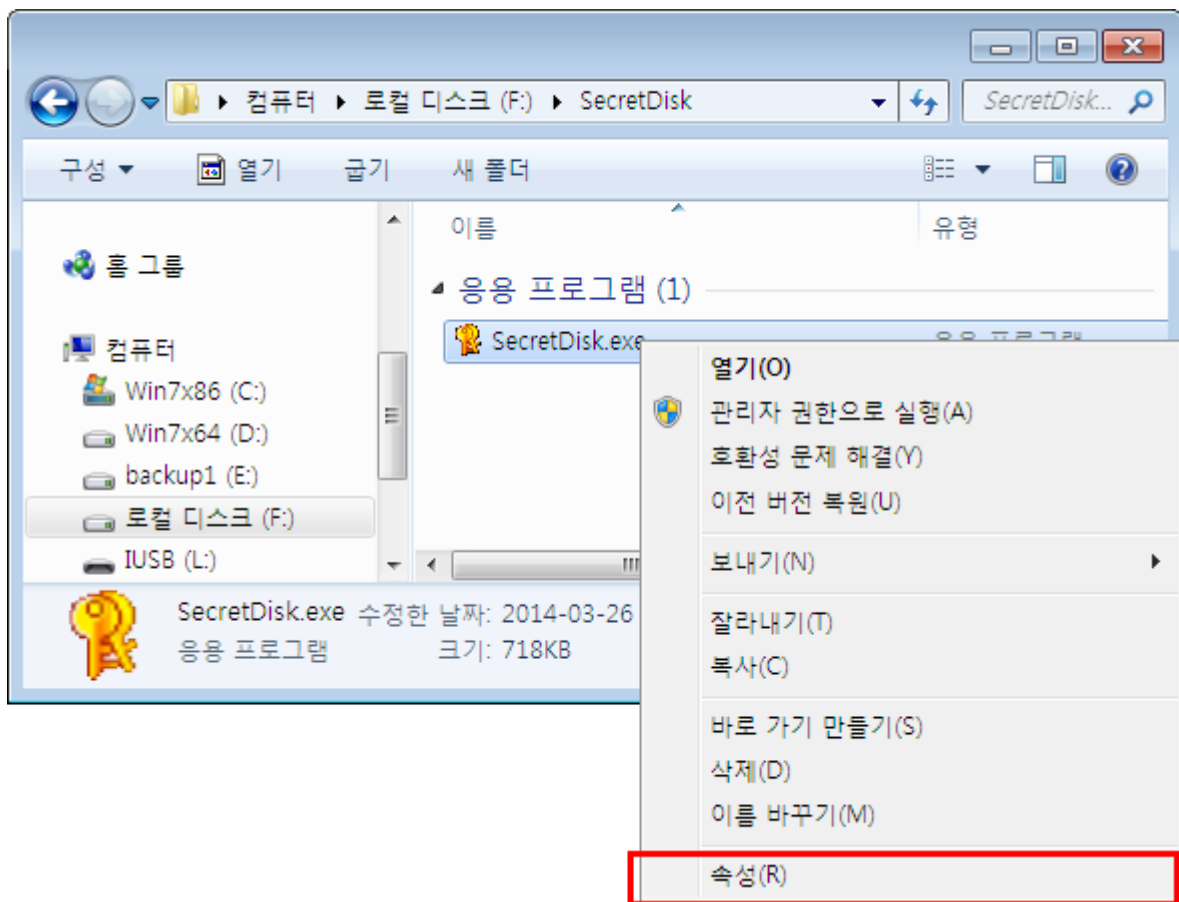 컴퓨터 로컬 디스크 (F:) SecretDisk SecretDisk...
구성 열기 굽기 새 폴더
홈 그룹
컴퓨터
Win7x86 (C:)
Win7x64 (D:)
backup1 (E:)
로컬 디스크 (F:)
IUSB (L:)
이름 유형
응용 프로그램 (1)
SecretDisk.exe 응용 프로그램
열기(O)
관리자 권한으로 실행(A)
호환성 문제 해결(Y)
이전 버전 복원(U)
보내기(N)
잘라내기(T)
복사(C)
바로 가기 만들기(S)
삭제(D)
이름 바꾸기(M)
속성(R)
SecretDisk.exe 수정한 날짜: 2014-03-26
응용 프로그램 크기: 718KB